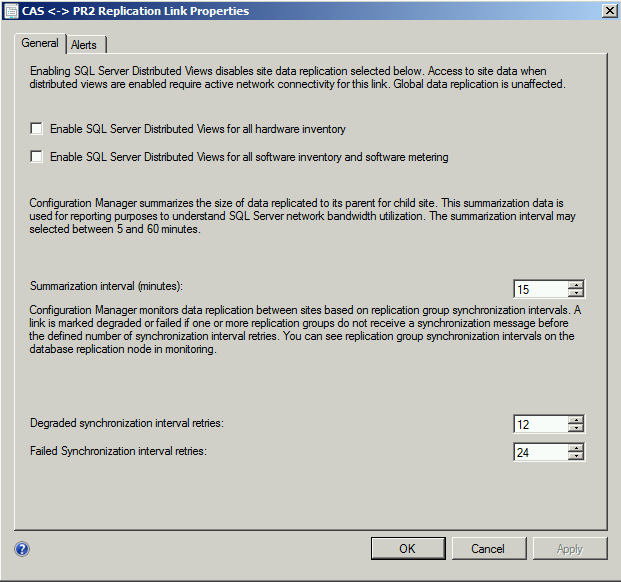 CAS <-> PR2 Replication Link Properties
General Alerts
Enabling SQL Server Distributed Views disables site data replication selected below. Access to site data when
distributed views are enabled require active network connectivity for this link. Global data replication is unaffected.
Enable SQL Server Distributed Views for all hardware inventory
Enable SQL Server Distributed Views for all software inventory and software metering
Configuration Manager summarizes the size of data replicated to its parent for child site. This summarization data is
used for reporting purposes to understand SQL Server network bandwidth utilization. The summarization interval may
selected between 5 and 60 minutes.
Summarization interval (minutes): 15
Configuration Manager monitors data replication between sites based on replication group synchronization intervals. A
link is marked degraded or failed if one or more replication groups do not receive a synchronization message before
the defined number of synchronization interval retries. You can see replication group synchronization intervals on the
database replication node in monitoring.
Degraded synchronization interval retries: 12
Failed Synchronization interval retries: 24
? OK Cancel Apply